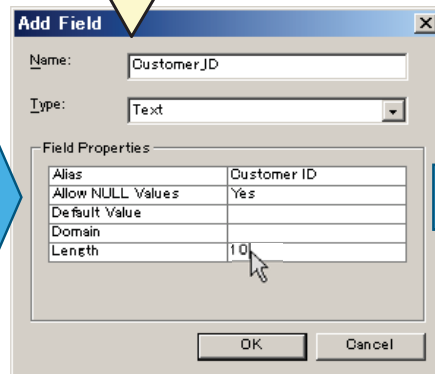 Add Field
Name: Customer_ID
Type: Text
Field Properties
Alias Customer ID
Allow NULL Values Yes
Default Value
Domain
Length 10
OK Cancel